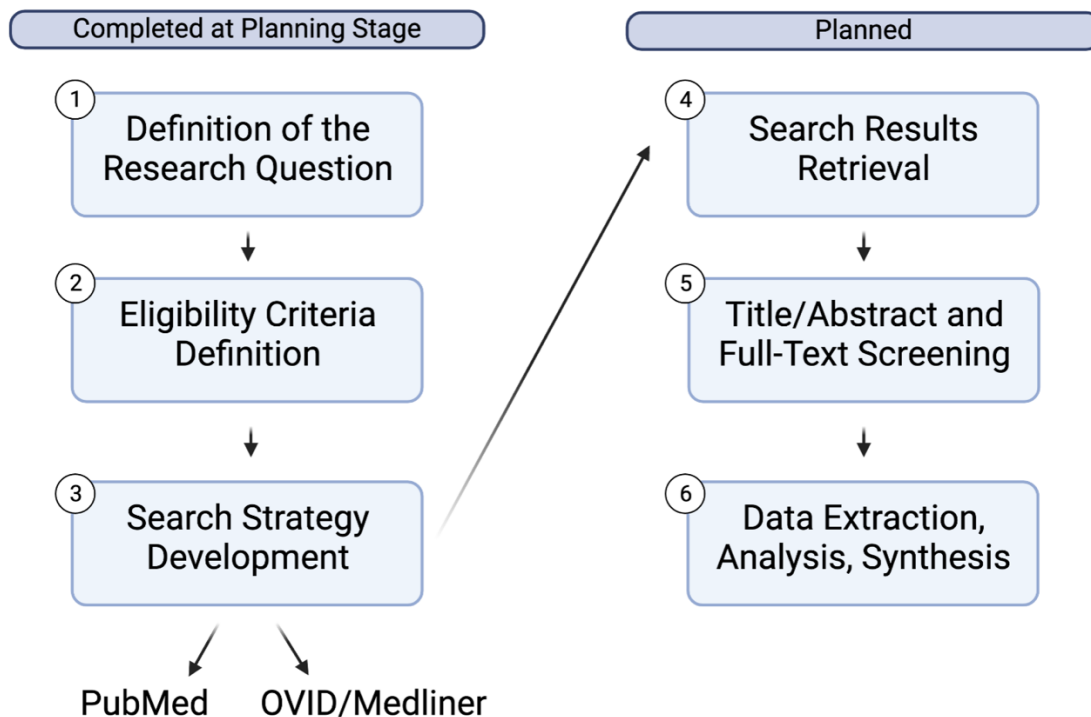 Completed at Planning Stage
1
Definition of the
Research Question
2
Eligibility Criteria
Definition
3
Search Strategy
Development
PubMed
OVID/Medliner
Planned
4
Search Results
Retrieval
5
Title/Abstract and
Full-Text Screening
6
Data Extraction,
Analysis, Synthesis